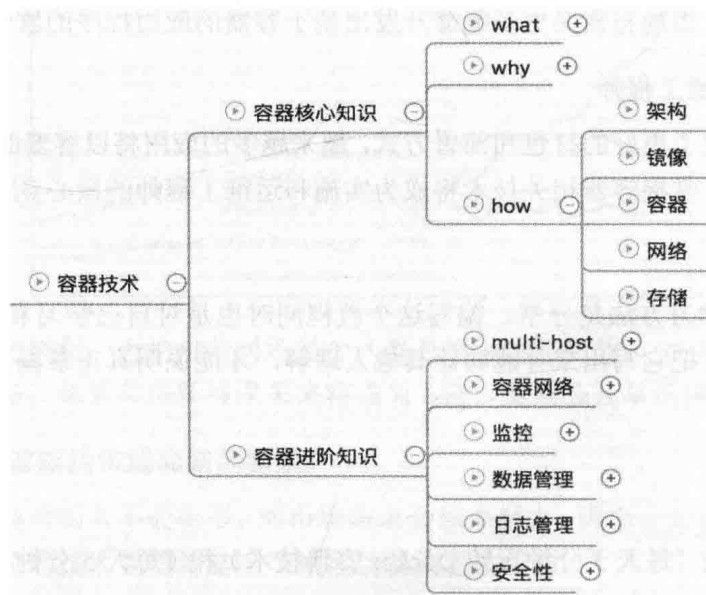 what
why
容器核心知识
架构
镜像
how
容器
网络
容器技术
存储
multi-host
容器网络
监控
容器进阶知识
数据管理
日志管理
安全性